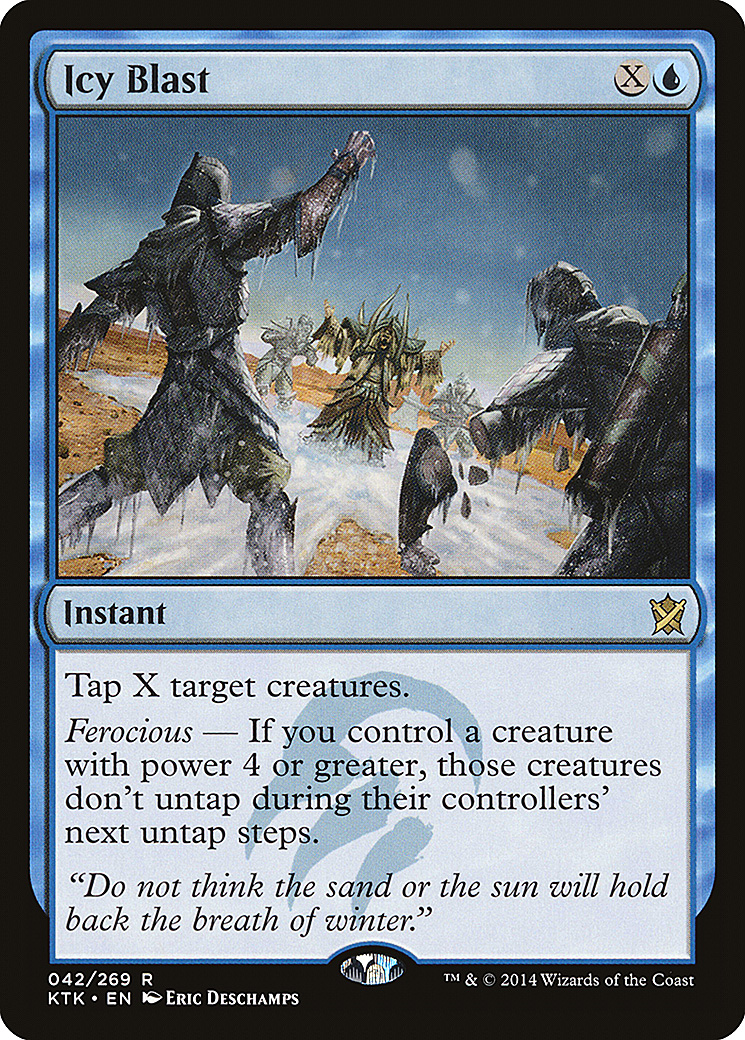 Icy Blast X
Instant
Tap X target creatures.
Ferocious — If you control a creature
with power 4 or greater, those creatures
don't untap during their controllers'
next untap steps.
"Do not think the sand or the sun will hold
back the breath of winter."
042/269 R
KTK • EN Eric Deschamps
™ & © 2014 Wizards of the Coast